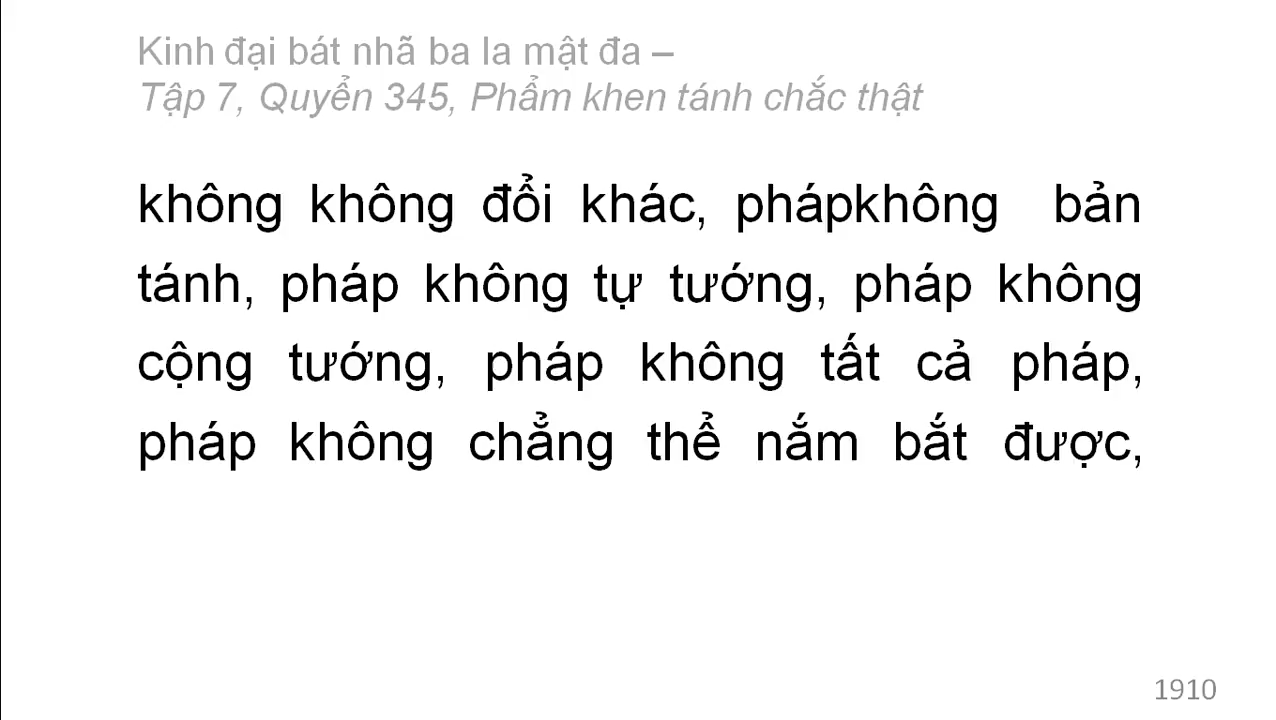 Kinh đại bát nhã ba la mật đa –
Tập 7, Quyển 345, Phẩm khen tánh chắc thật
không không đổi khác, phápkhông bản
tánh, pháp không tự tướng, pháp không
cộng tướng, pháp không tất cả pháp,
pháp không chẳng thể nắm bắt được,
1910